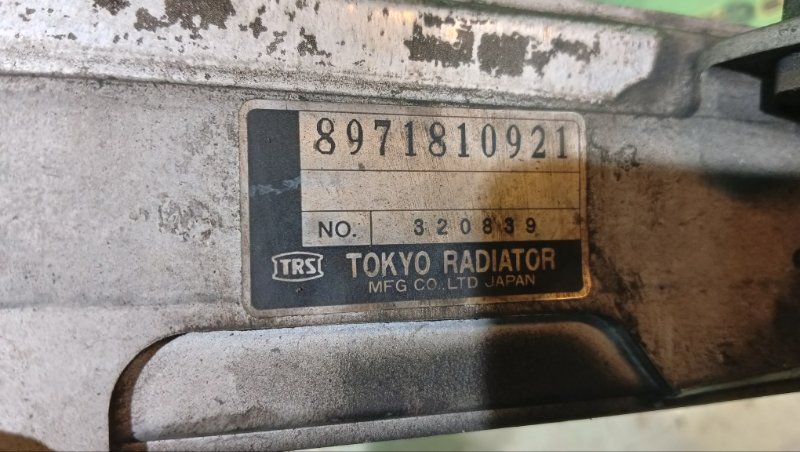 8971810921
NO. 320839
TRS TOKYO RADIATOR
MFG CO.,LTD JAPAN